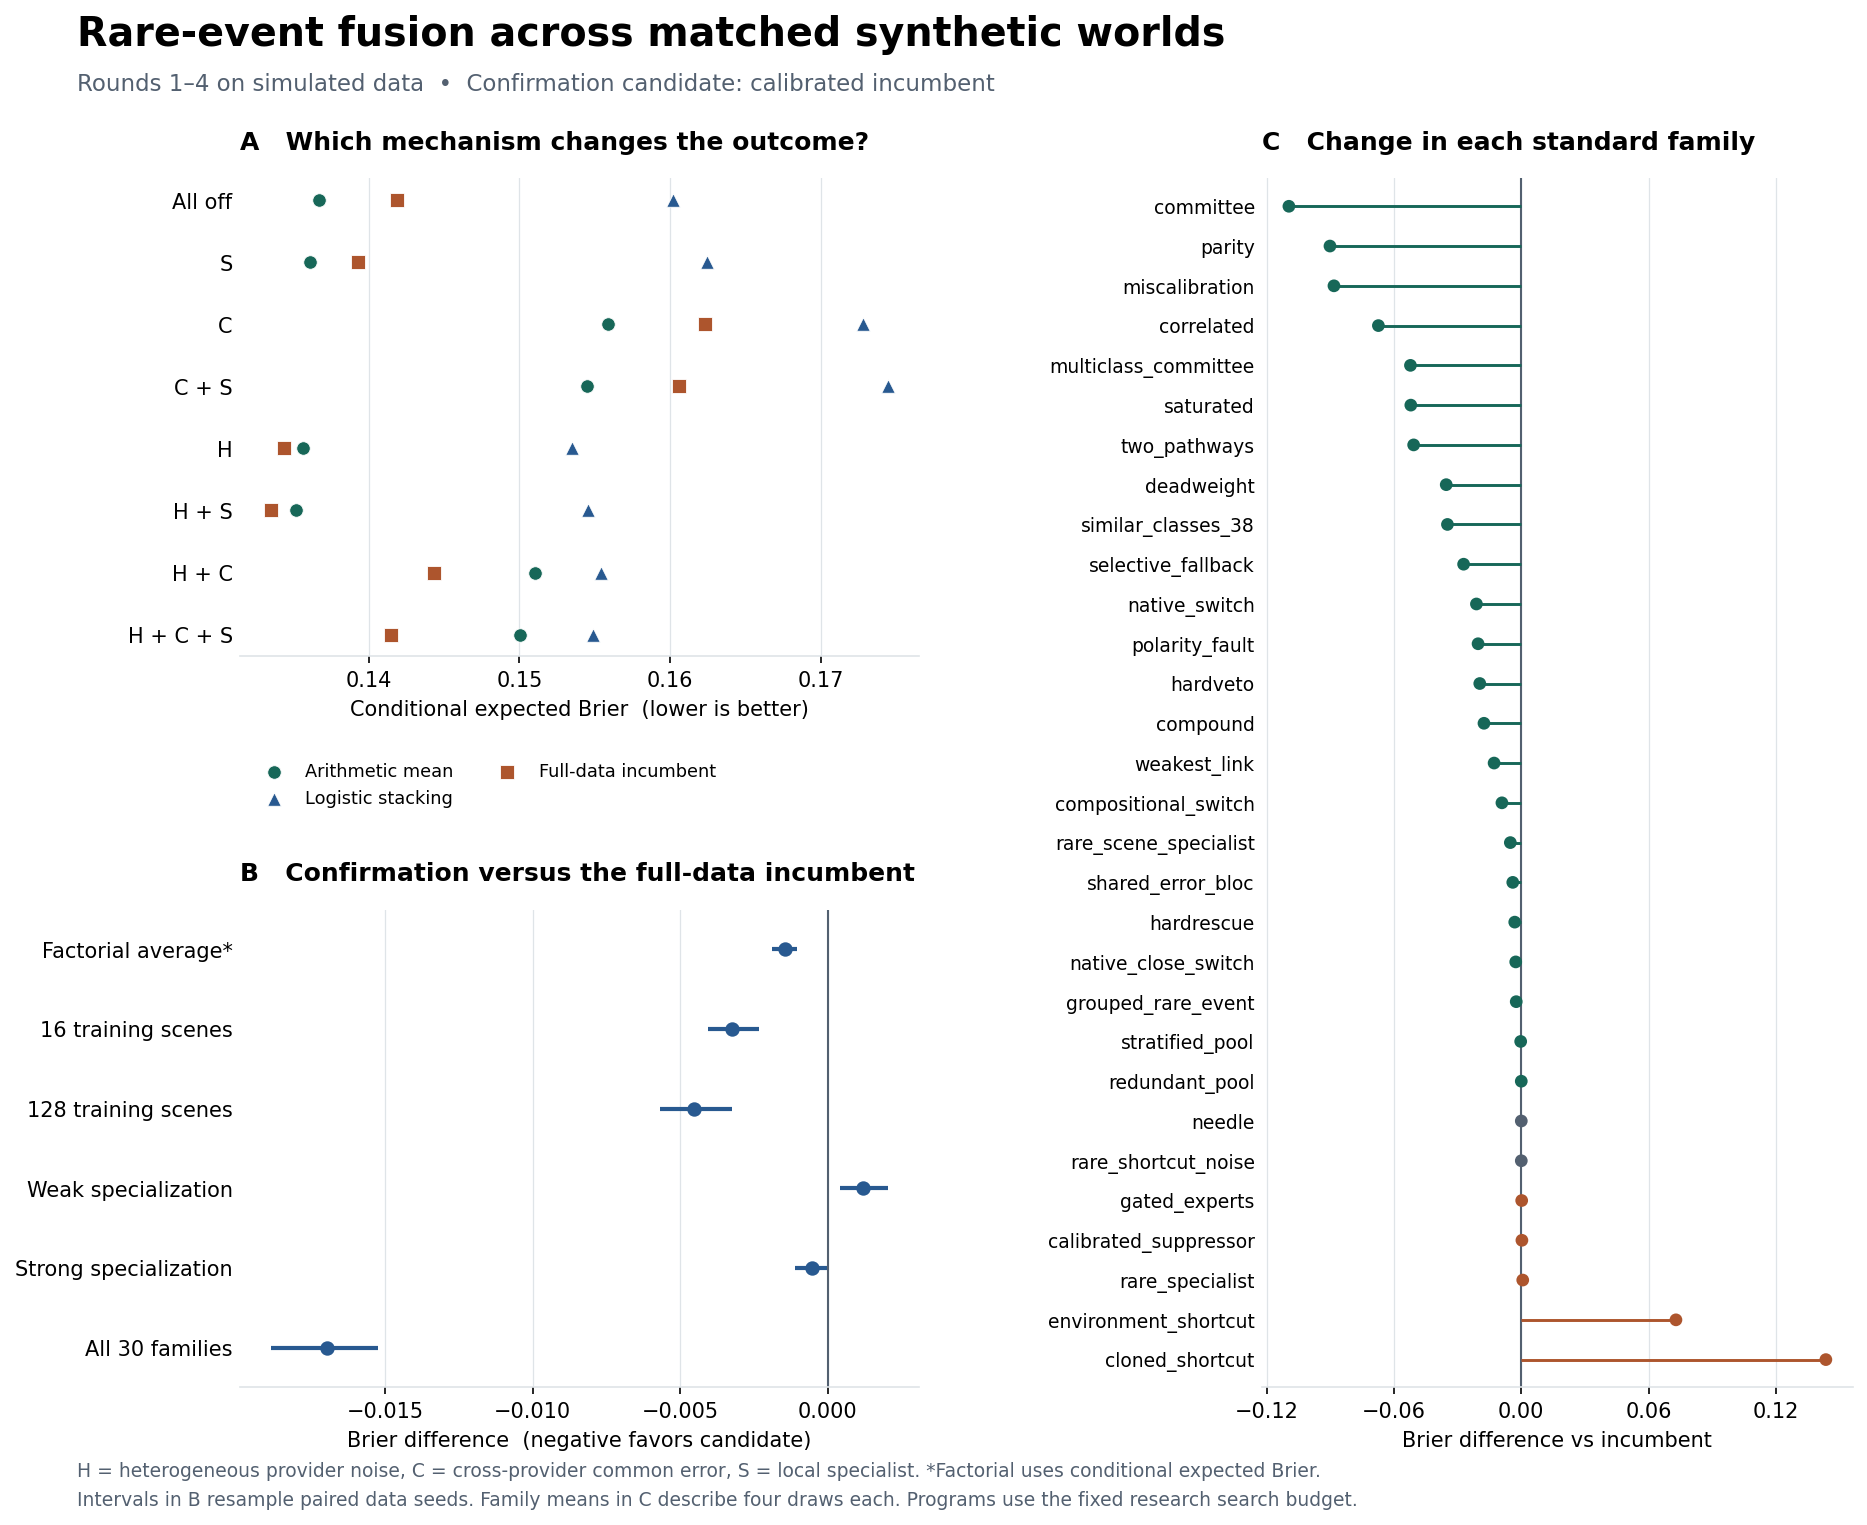 Rare-event fusion across matched synthetic worlds
Rounds 1–4 on simulated data • Confirmation candidate: calibrated incumbent
A Which mechanism changes the outcome?
All off
S
C
C + S
H
H + S
H + C
H + C + S
0.14 0.15 0.16 0.17
Conditional expected Brier (lower is better)
Arithmetic mean Full-data incumbent
Logistic stacking
B Confirmation versus the full-data incumbent
Factorial average*
16 training scenes
128 training scenes
Weak specialization
Strong specialization
All 30 families
−0.015 −0.010 −0.005 0.000
Brier difference (negative favors candidate)
C Change in each standard family
committee
parity
miscalibration
correlated
multiclass_committee
saturated
two_pathways
deadweight
similar_classes_38
selective_fallback
native_switch
polarity_fault
hardveto
compound
weakest_link
compositional_switch
rare_scene_specialist
shared_error_bloc
hardrescue
native_close_switch
grouped_rare_event
stratified_pool
redundant_pool
needle
rare_shortcut_noise
gated_experts
calibrated_suppressor
rare_specialist
environment_shortcut
cloned_shortcut
−0.12 −0.06 0.00 0.06 0.12
Brier difference vs incumbent
H = heterogeneous provider noise, C = cross-provider common error, S = local specialist. *Factorial uses conditional expected Brier.
Intervals in B resample paired data seeds. Family means in C describe four draws each. Programs use the fixed research search budget.